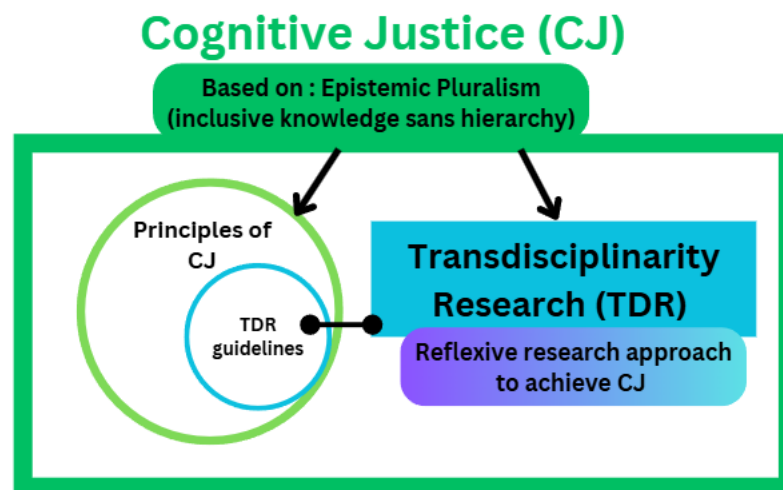 Cognitive Justice (CJ)
Based on : Epistemic Pluralism
(inclusive knowledge sans hierarchy)
Principles of
CJ
TDR
guidelines
Transdisciplinarity
Research (TDR)
Reflexive research approach
to achieve CJ